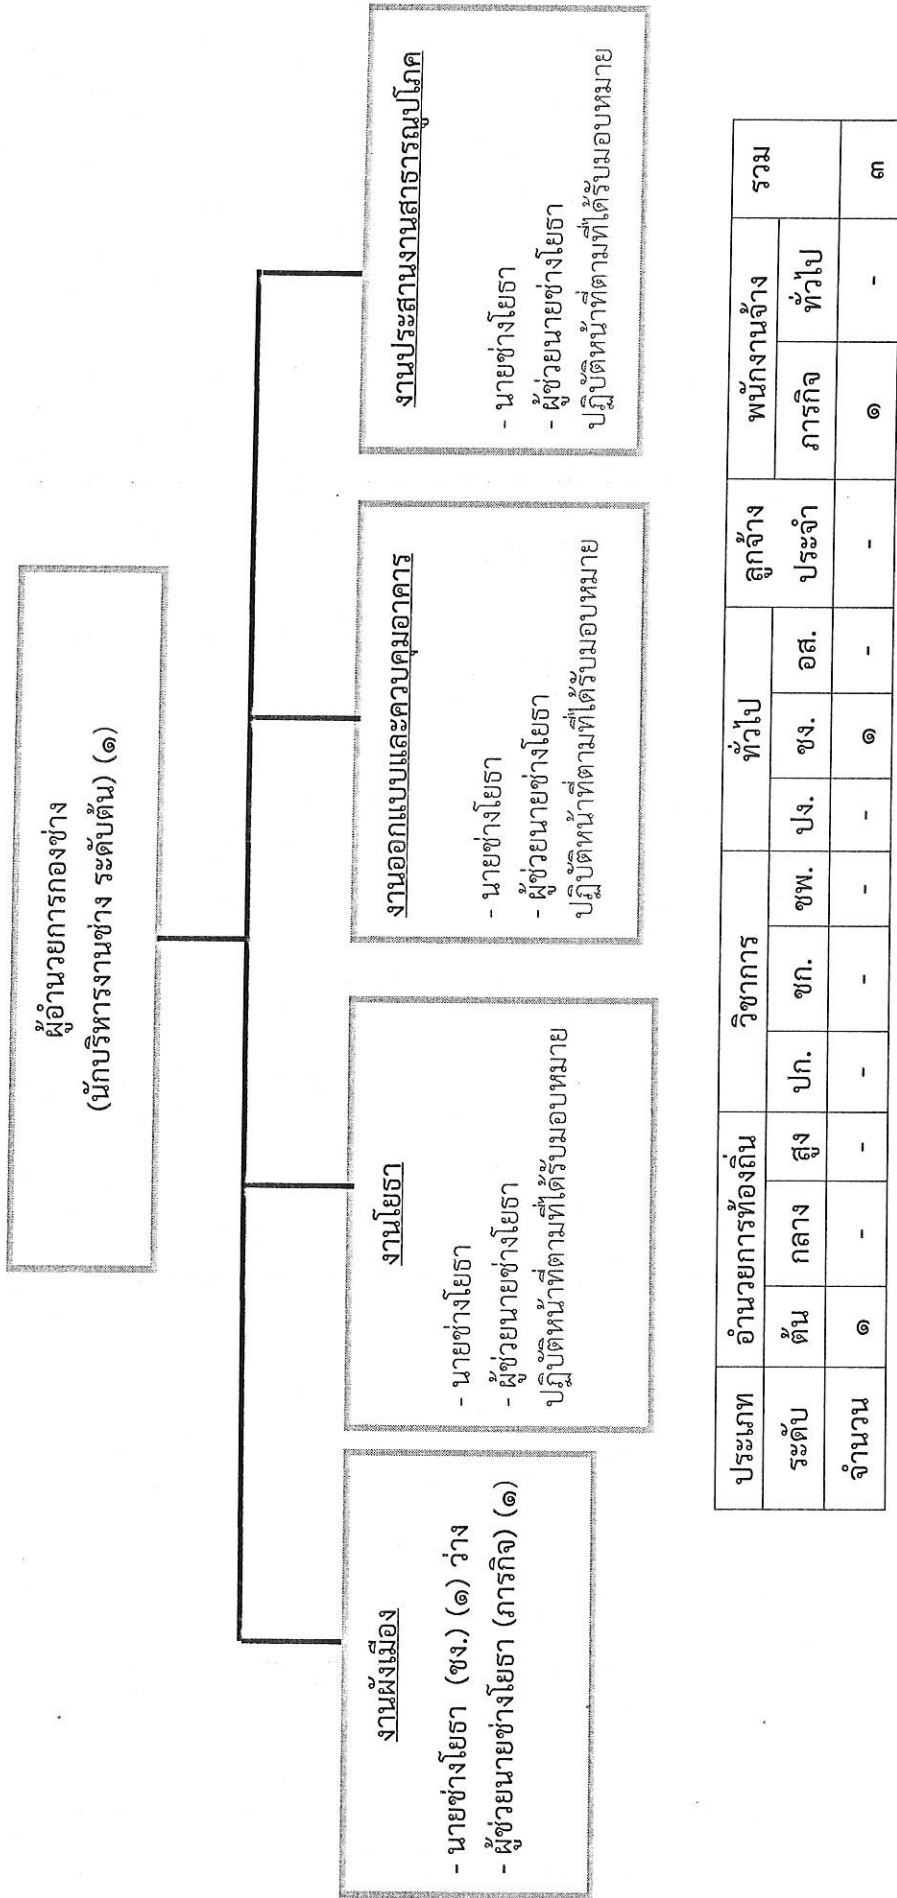 ผู้อำนวยการกองช่าง
(นักบริหารงานช่าง ระดับต้น) (๑)
งานผังเมือง
- นายช่างโยธา (ชง.) (๑) ว่าง
- ผู้ช่วยนายช่างโยธา (ภารกิจ) (๑)
งานโยธา
- นายช่างโยธา
- ผู้ช่วยนายช่างโยธา
ปฏิบัติหน้าที่ตามที่ได้รับมอบหมาย
งานออกแบบและควบคุมอาคาร
- นายช่างโยธา
- ผู้ช่วยนายช่างโยธา
ปฏิบัติหน้าที่ตามที่ได้รับมอบหมาย
งานประสานงานสาธารณูปโภค
- นายช่างโยธา
- ผู้ช่วยนายช่างโยธา
ปฏิบัติหน้าที่ตามที่ได้รับมอบหมาย
ประเภท อำนวยการท้องถิ่น วิชาการ ทั่วไป ลูกจ้าง พนักงานจ้าง รวม
ระดับ ต้น กลาง สูง ปก. ชก. ชพ. ปง. ชง. อส. ประจำ ภารกิจ ทั่วไป
จำนวน ๑ - - - - - - ๑ - - ๑ - ๓